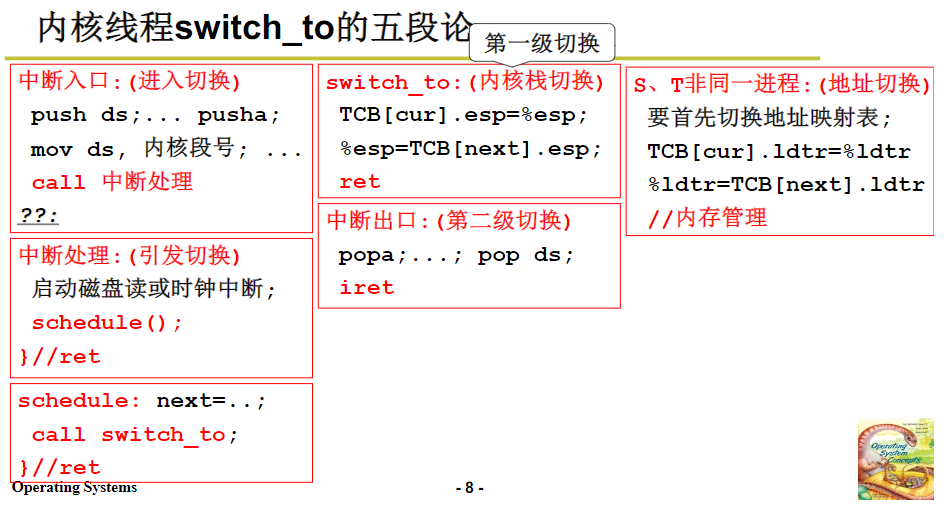 内核线程switch_to的五段论
第一级切换
中断入口:(进入切换)
push ds;... pusha;
mov ds, 内核段号; ...
call 中断处理
??:
中断处理:(引发切换)
启动磁盘读或时钟中断;
schedule();
}//ret
schedule: next=..;
call switch_to;
}//ret
switch_to:(内核栈切换)
TCB[cur].esp=%esp;
%esp=TCB[next].esp;
ret
中断出口:(第二级切换)
popa;...; pop ds;
iret
S、T非同一进程:(地址切换)
要首先切换地址映射表;
TCB[cur].ldtr=%ldtr
%ldtr=TCB[next].ldtr
//内存管理
Operating
System
Concepts
Operating Systems
- 8 -